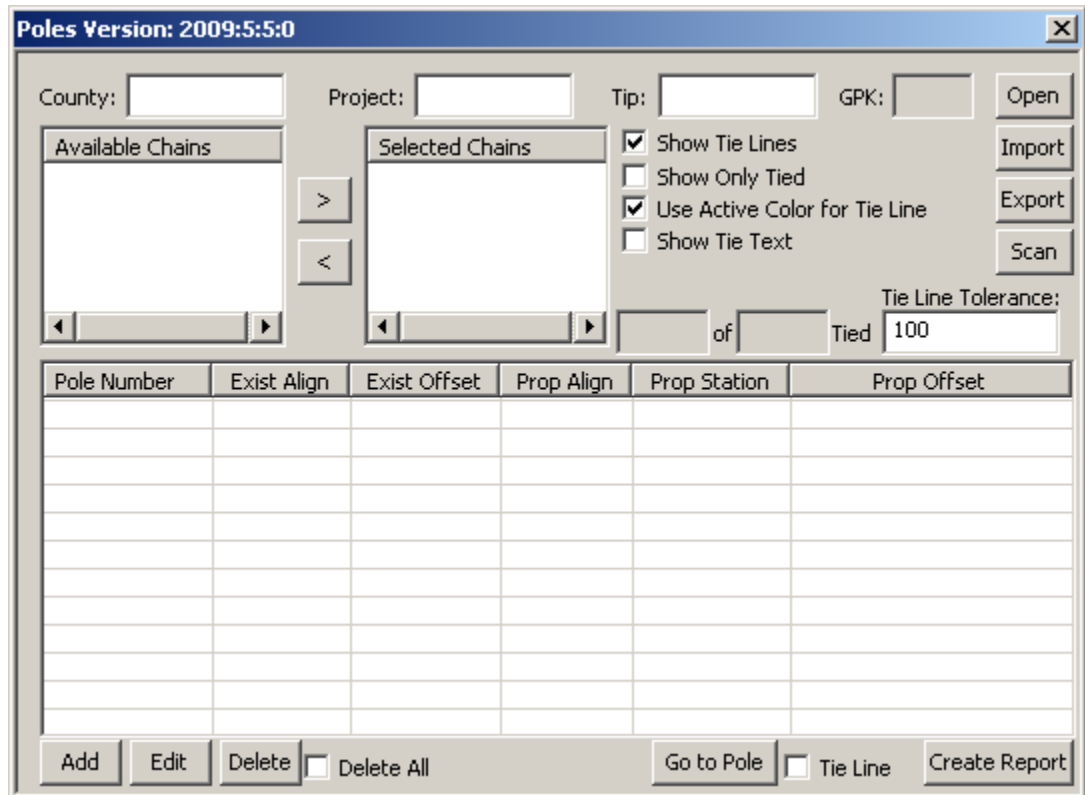 Poles Version: 2009:5:5:0
County: Project: Tip: GPK: Open
Available Chains Selected Chains Show Tie Lines Import
Show Only Tied
> Use Active Color for Tie Line Export
< Show Tie Text Scan
Tie Line Tolerance:
of Tied 100
Pole Number Exist Align Exist Offset Prop Align Prop Station Prop Offset
Add Edit Delete Delete All Go to Pole Tie Line Create Report